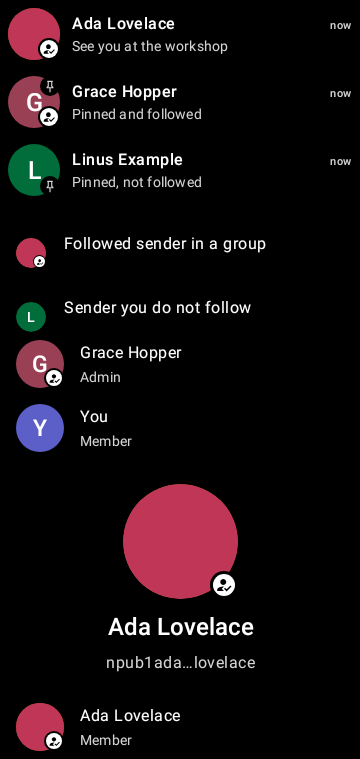 Ada Lovelace
now
See you at the workshop
G
Grace Hopper
now
Pinned and followed
L
Linus Example
now
Pinned, not followed
Followed sender in a group
L
Sender you do not follow
G
Grace Hopper
Admin
Y
You
Member
Ada Lovelace
npub1ada…lovelace
Ada Lovelace
Member